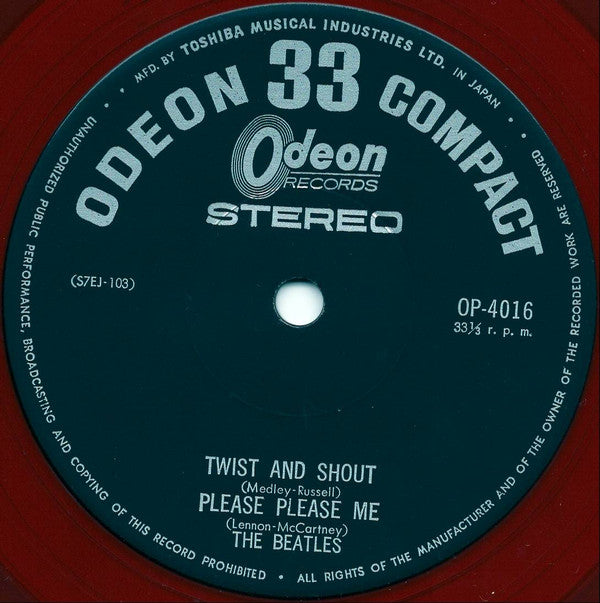 MFD. BY TOSHIBA MUSICAL INDUSTRIES LTD. IN JAPAN
ODEON 33 COMPACT
Odeon
RECORDS
STEREO
(S7EJ-103)
OP-4016
33⅓ r. p. m.
TWIST AND SHOUT
(Medley-Russell)
PLEASE PLEASE ME
(Lennon-McCartney)
THE BEATLES
UNAUTHORIZED PUBLIC PERFORMANCE, BROADCASTING AND COPYING OF THIS RECORD PROHIBITED • ALL RIGHTS OF THE MANUFACTURER AND OF THE OWNER OF THE RECORDED WORK ARE RESERVED